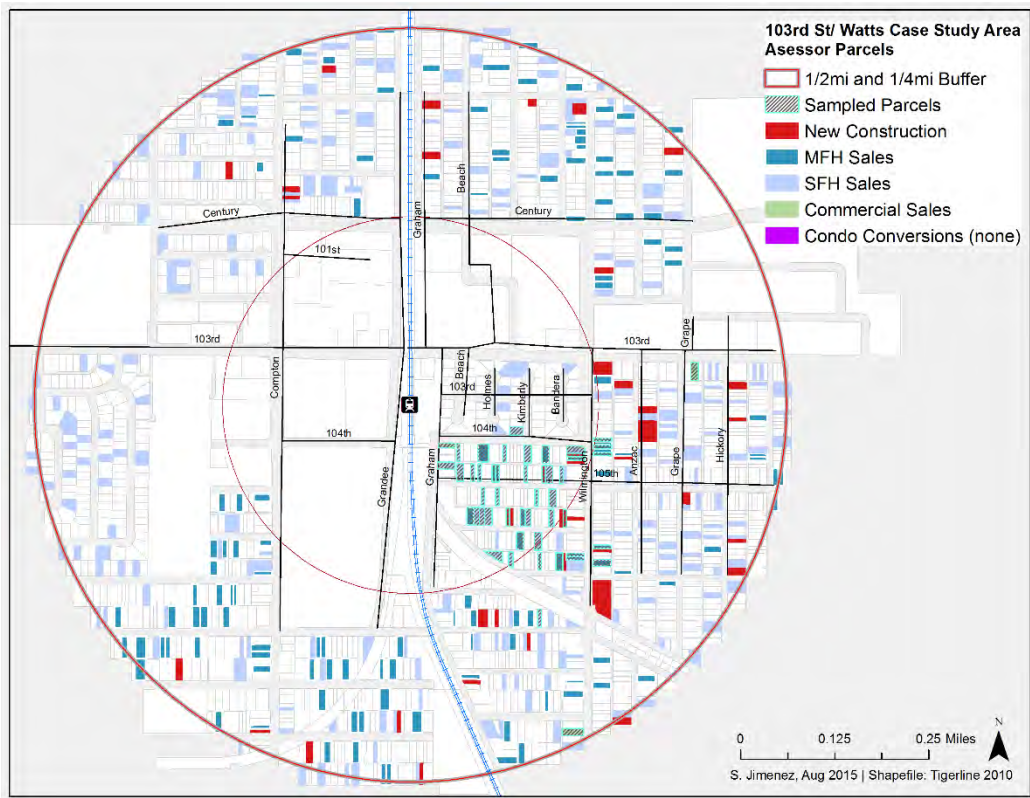 103rd St/ Watts Case Study Area
Asessor Parcels
1/2mi and 1/4mi Buffer
Sampled Parcels
New Construction
MFH Sales
SFH Sales
Commercial Sales
Condo Conversions (none)
Beach
Century
Graham
Century
101st
103rd
103rd
Grape
Compton
Beach
103rd
Holmes
Kimberly
Bandera
104th
104th
Grandee
Graham
Wilmington
105th
Anzac
Grape
Hickory
N
0 0.125 0.25 Miles
S. Jimenez, Aug 2015 | Shapefile: Tigerline 2010